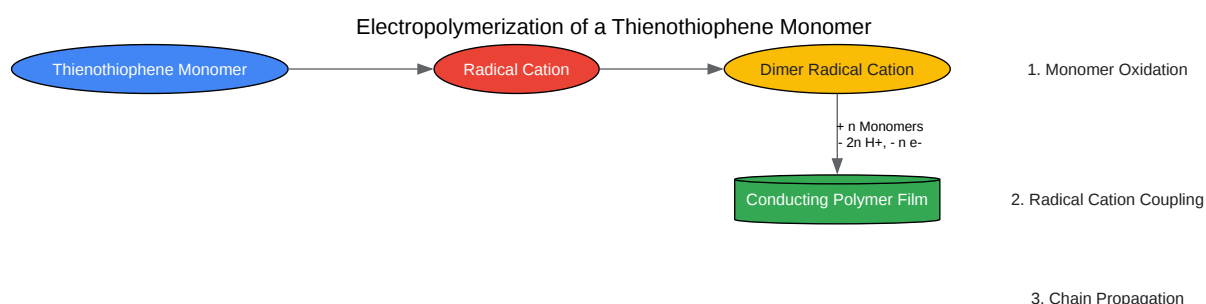 Electropolymerization of a Thienothiophene Monomer
Thienothiophene Monomer
Radical Cation
Dimer Radical Cation
1. Monomer Oxidation
+ n Monomers
- 2n H+, - n e-
Conducting Polymer Film
2. Radical Cation Coupling
3. Chain Propagation